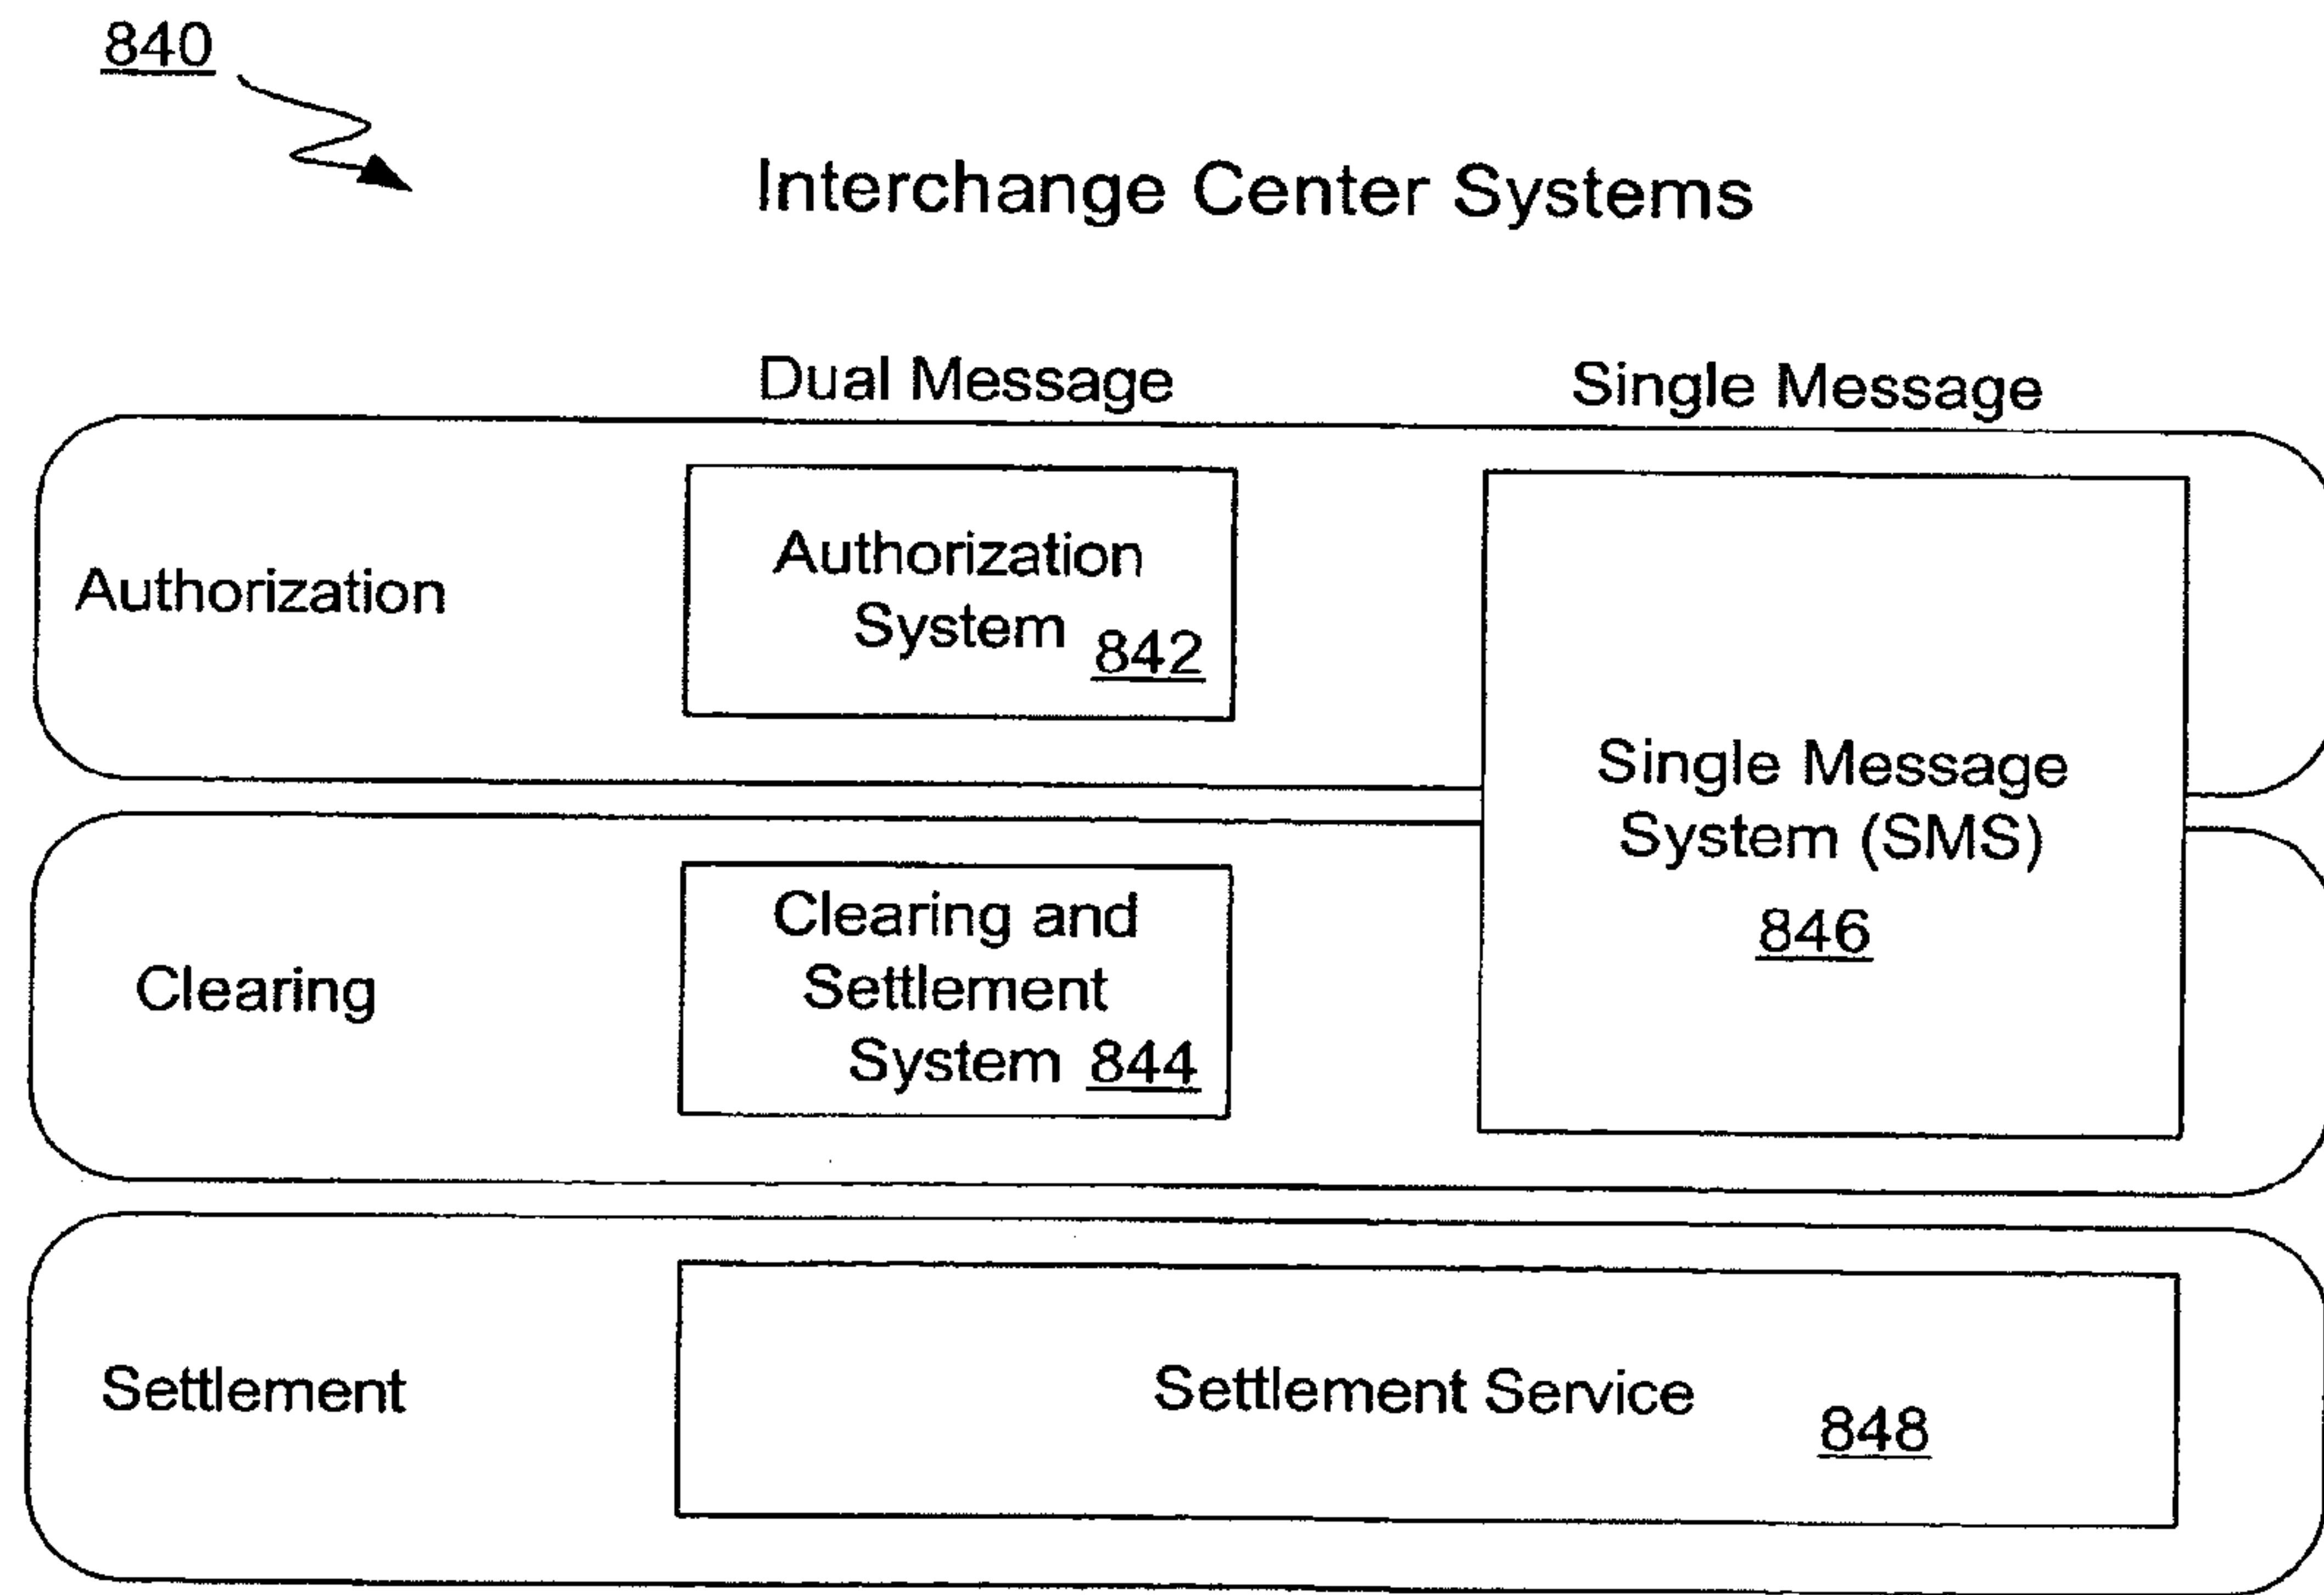 840
Interchange Center Systems
Dual Message
Single Message
Authorization
Authorization
System 842
Single Message
System (SMS)
846
Clearing
Clearing and
Settlement
System 844
Settlement
Settlement Service
848